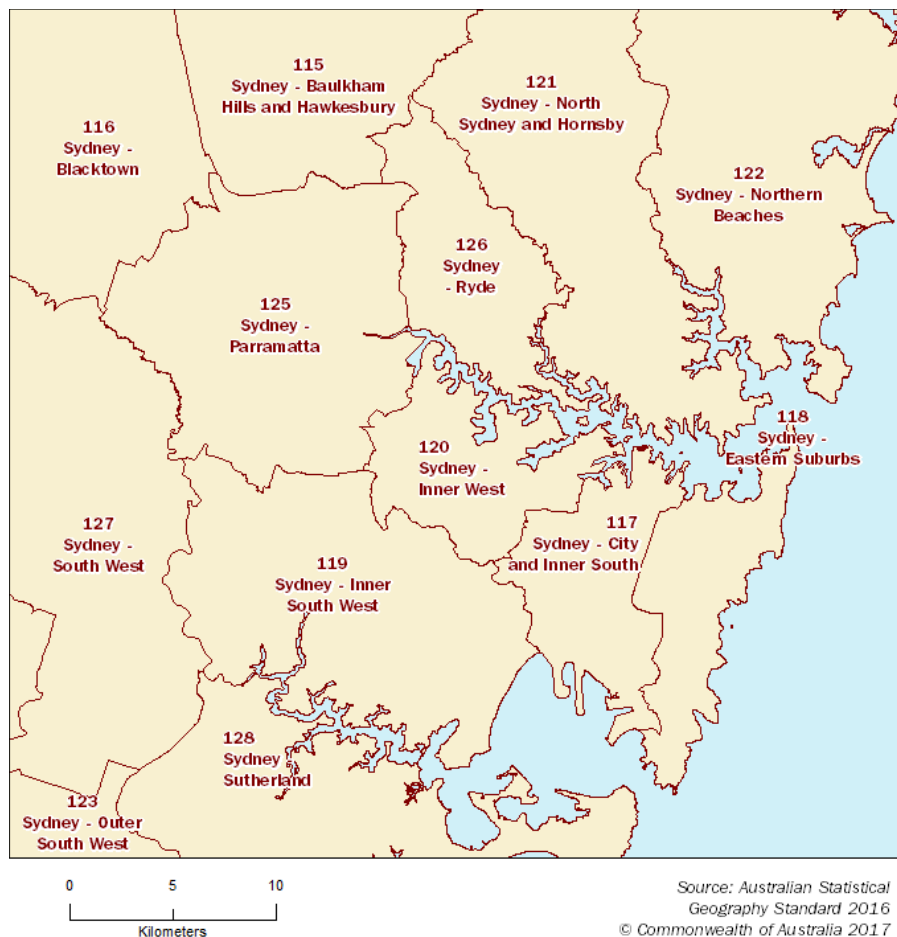 115
Sydney - Baulkham
Hills and Hawkesbury
121
Sydney - North
Sydney and Hornsby
116
Sydney -
Blacktown
122
Sydney - Northern
Beaches
126
Sydney
- Ryde
125
Sydney -
Parramatta
118
Sydney -
Eastern Suburbs
120
Sydney -
Inner West
127
Sydney -
South West
117
Sydney - City
and Inner South
119
Sydney - Inner
South West
128
Sydney -
Sutherland
123
Sydney - Outer
South West
0 5 10
Kilometers
Source: Australian Statistical
Geography Standard 2016
© Commonwealth of Australia 2017